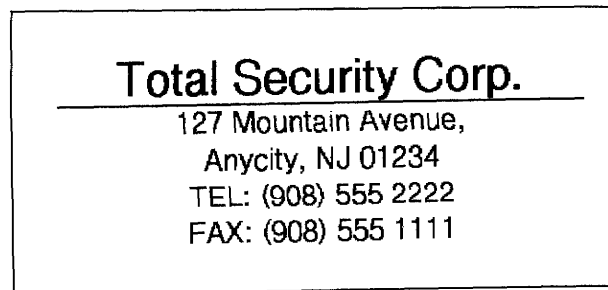 Total Security Corp.
127 Mountain Avenue,
Anycity, NJ 01234
TEL: (908) 555 2222
FAX: (908) 555 1111